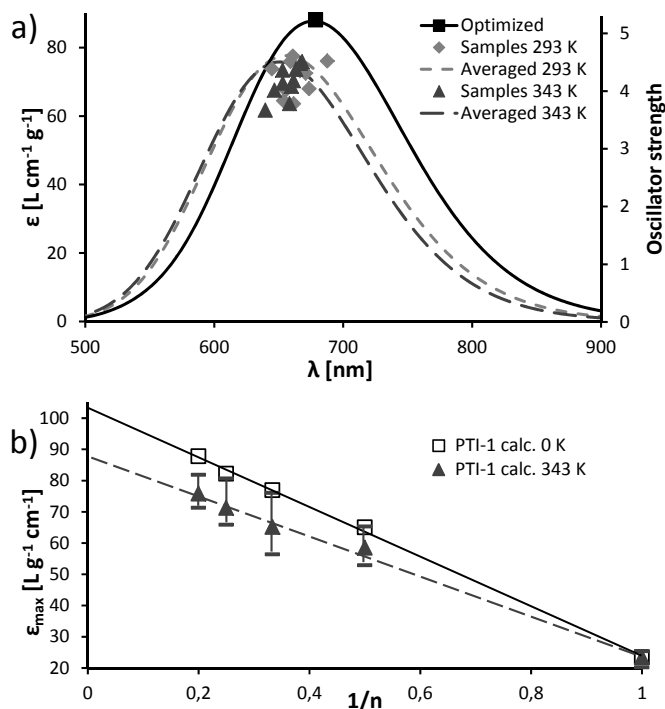 a)
ε [L cm⁻¹ g⁻¹]
80
60
40
20
0
500
600
700
800
900
λ [nm]
5
4
3
2
1
0
Oscillator strength
Optimized
Samples 293 K
Averaged 293 K
Samples 343 K
Averaged 343 K
b)
εmax [L g⁻¹ cm⁻¹]
110
100
90
80
70
60
50
40
30
20
0
0,2
0,4
0,6
0,8
1
1/n
PTI-1 calc. 0 K
PTI-1 calc. 343 K